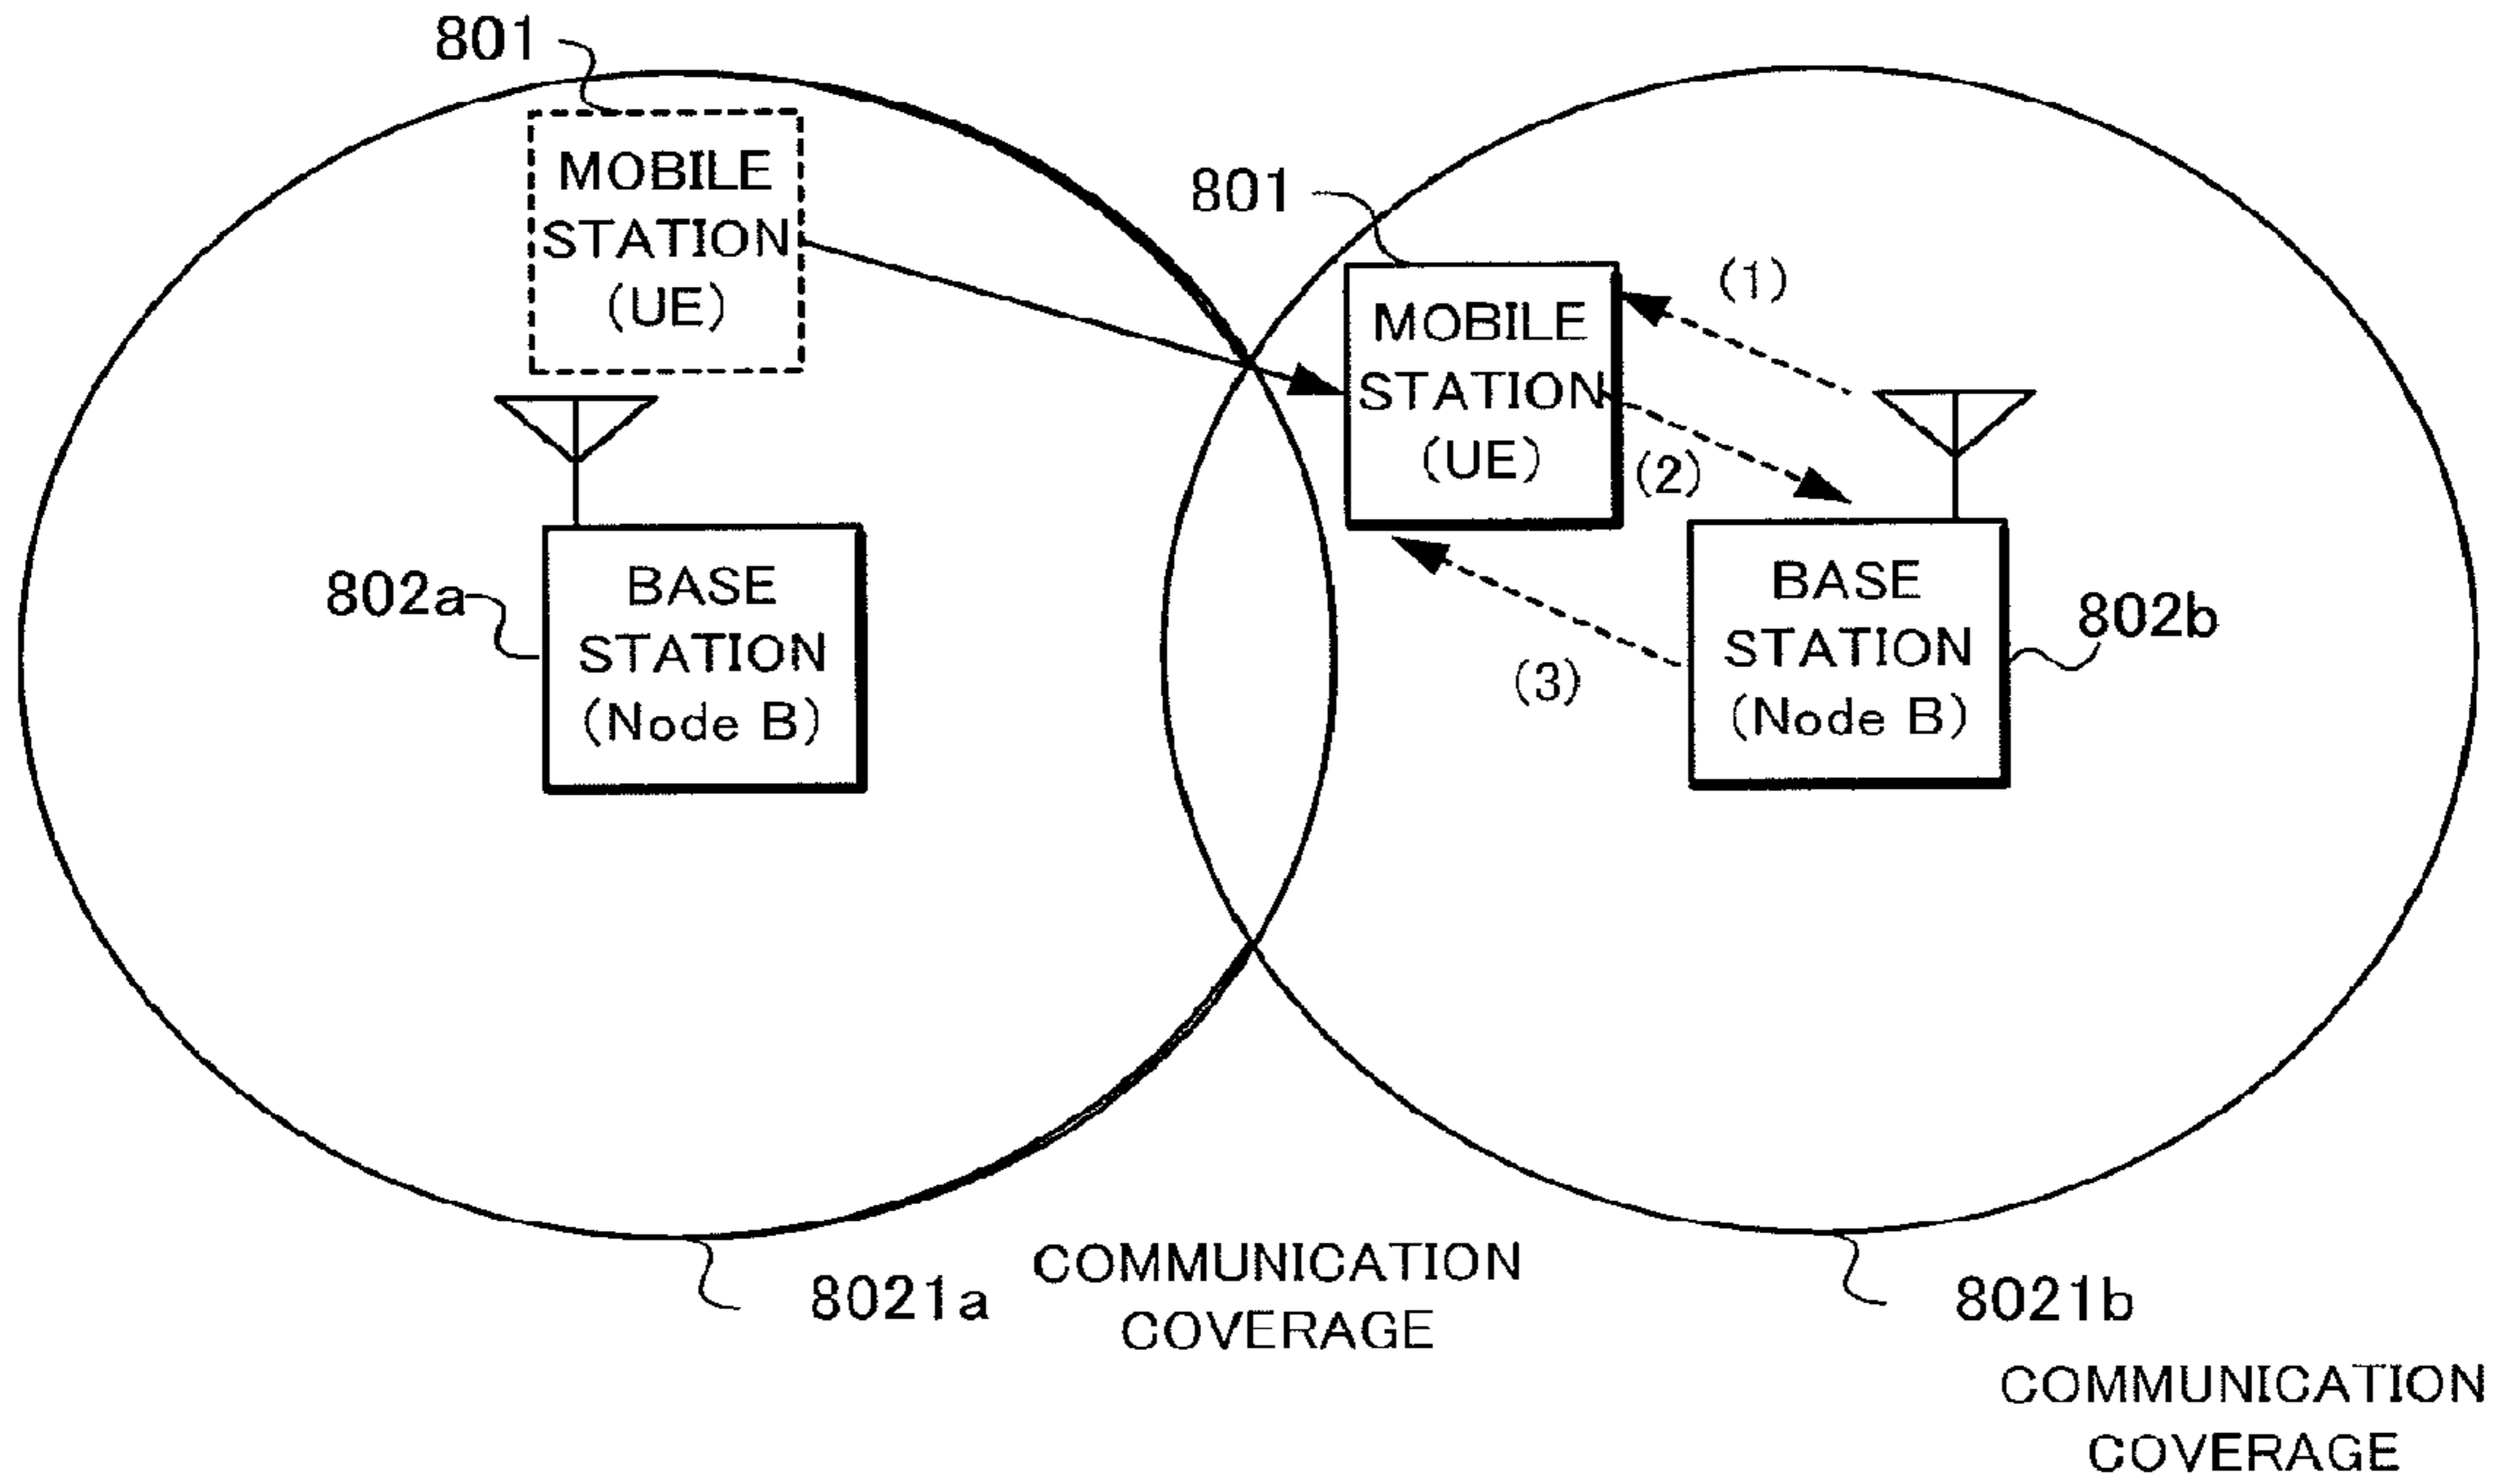 801
MOBILE
STATION
(UE)
801
MOBILE
STATION
(UE)
(1)
(2)
(3)
802a
BASE
STATION
(Node B)
BASE
STATION
(Node B)
802b
8021a
COMMUNICATION
COVERAGE
8021b
COMMUNICATION
COVERAGE